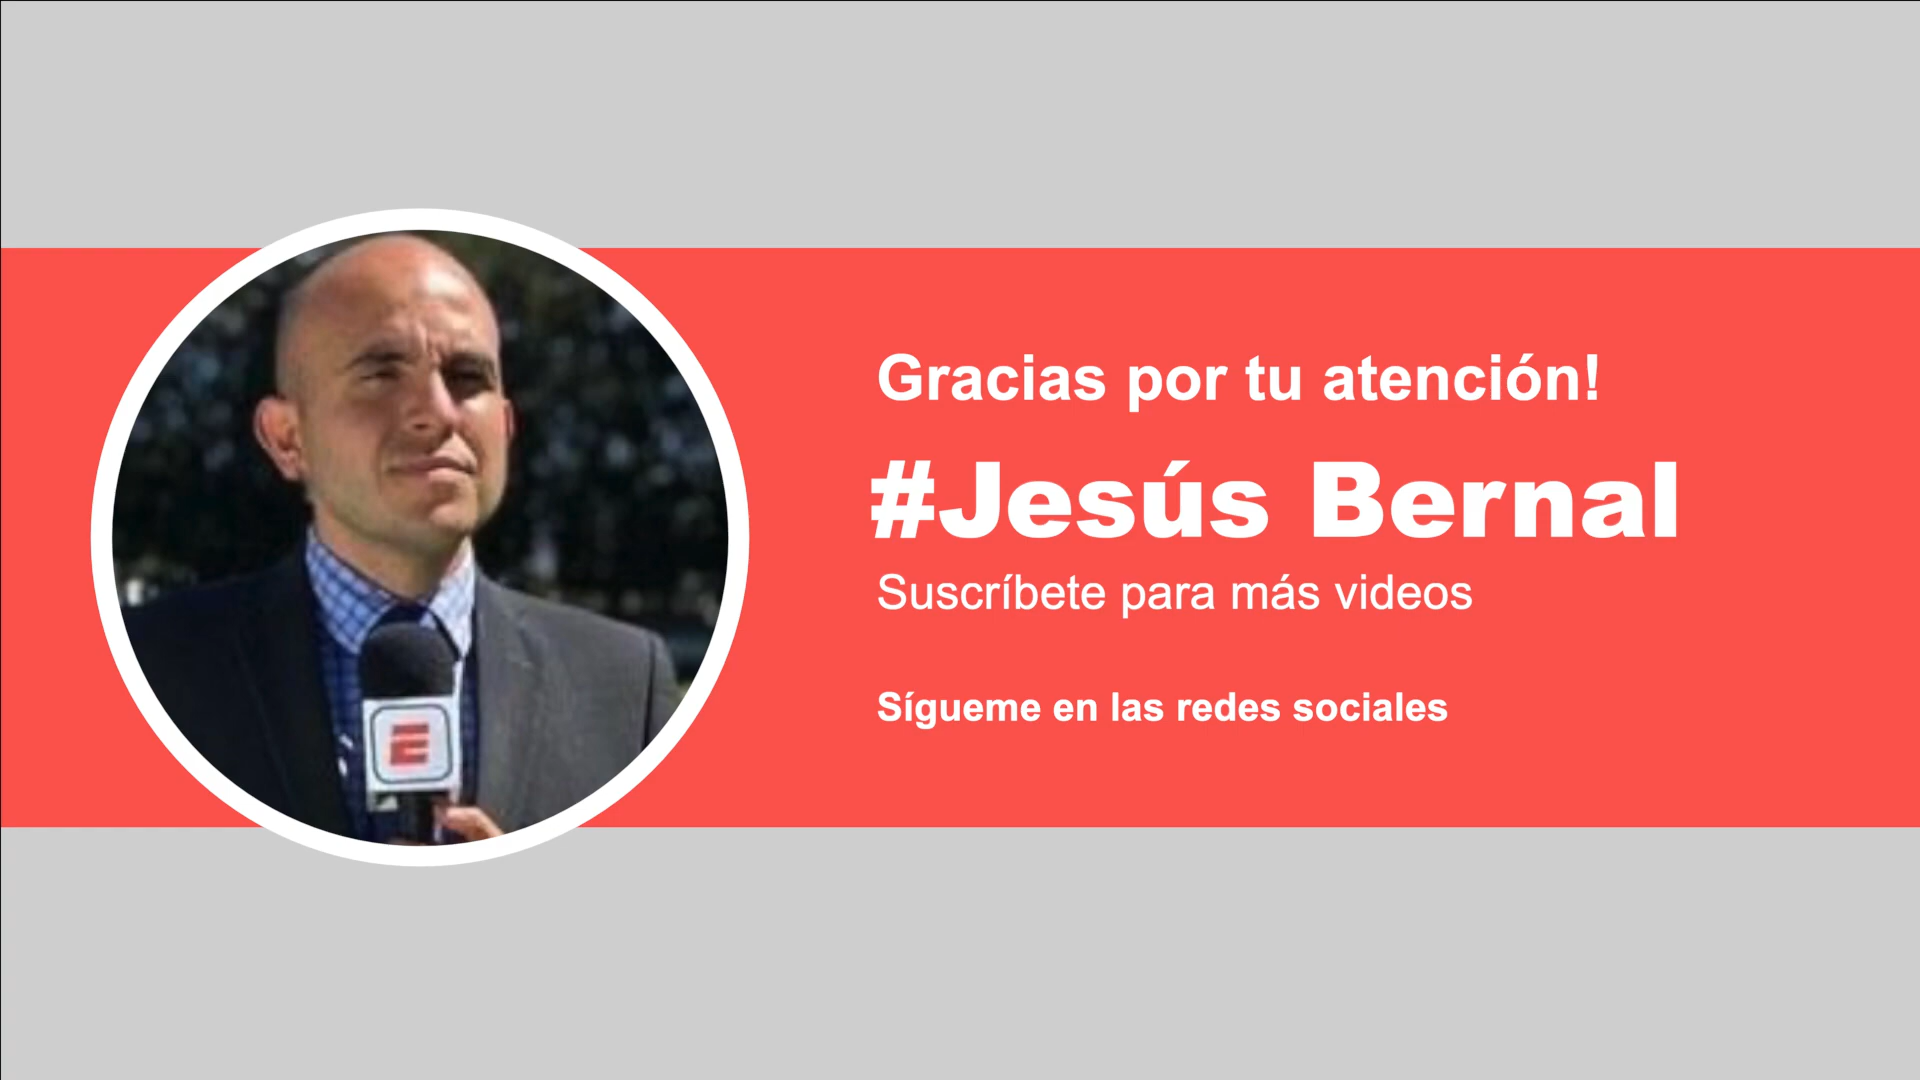 Gracias por tu atención!
#Jesús Bernal
Suscríbete para más videos
Sígueme en las redes sociales
E